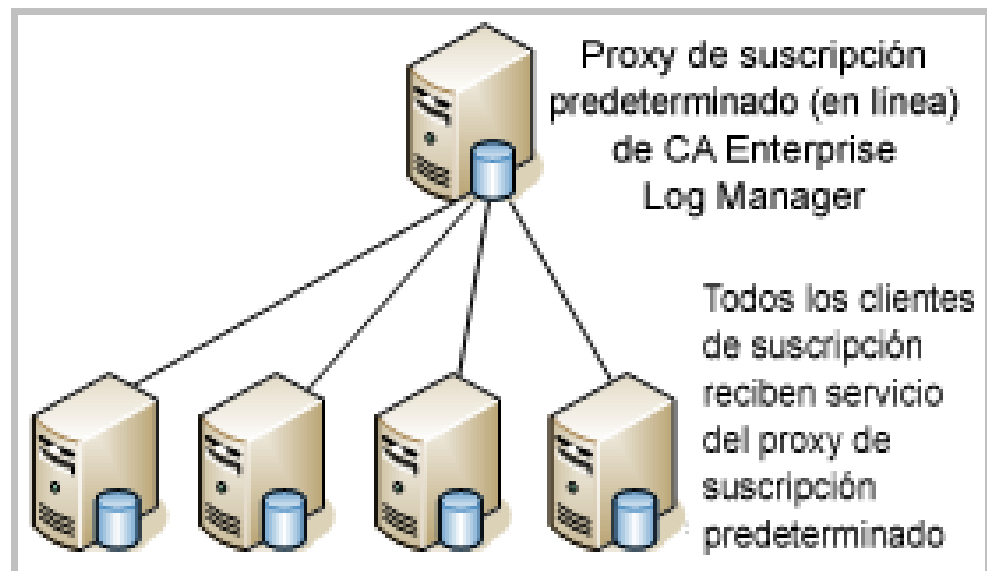 Proxy de suscripción
predeterminado (en línea)
de CA Enterprise
Log Manager
Todos los clientes
de suscripción
reciben servicio
del proxy de
suscripción
predeterminado